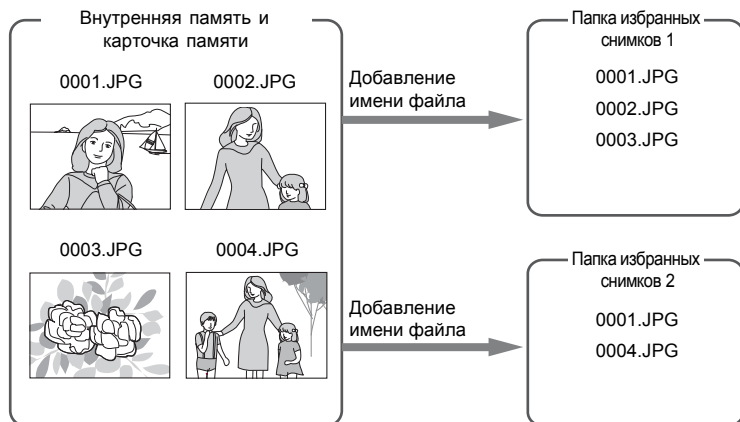 Внутренняя память и
карточка памяти
0001.JPG
0002.JPG
0003.JPG
0004.JPG
Добавление
имени файла
Папка избранных
снимков 1
0001.JPG
0002.JPG
0003.JPG
Добавление
имени файла
Папка избранных
снимков 2
0001.JPG
0004.JPG